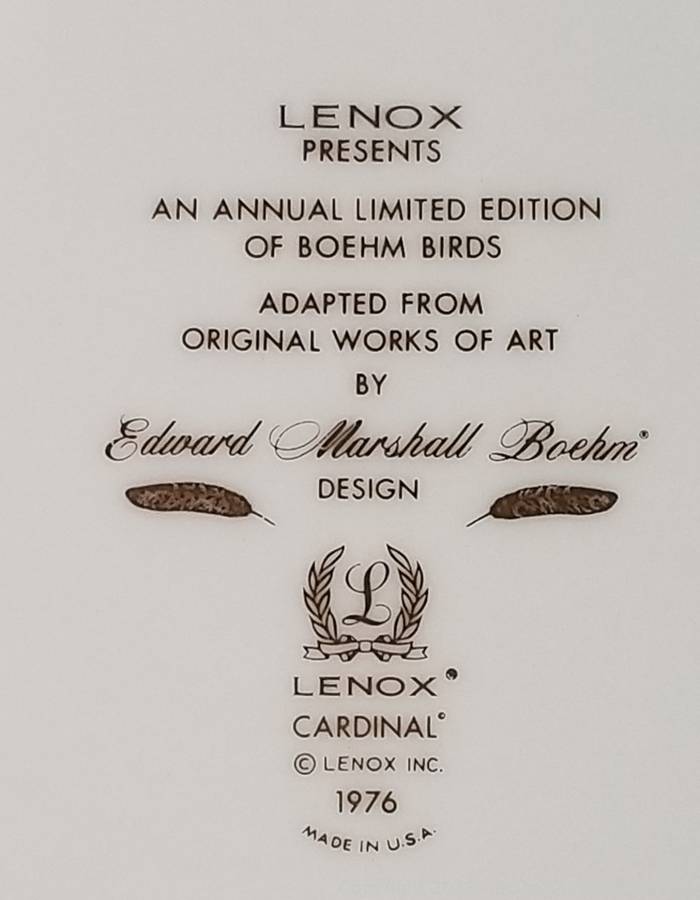 LENOX
PRESENTS
AN ANNUAL LIMITED EDITION
OF BOEHM BIRDS
ADAPTED FROM
ORIGINAL WORKS OF ART
BY
Edward Marshall Boehm®
DESIGN
L
LENOX®
CARDINAL©
© LENOX INC.
1976
MADE IN U.S.A.